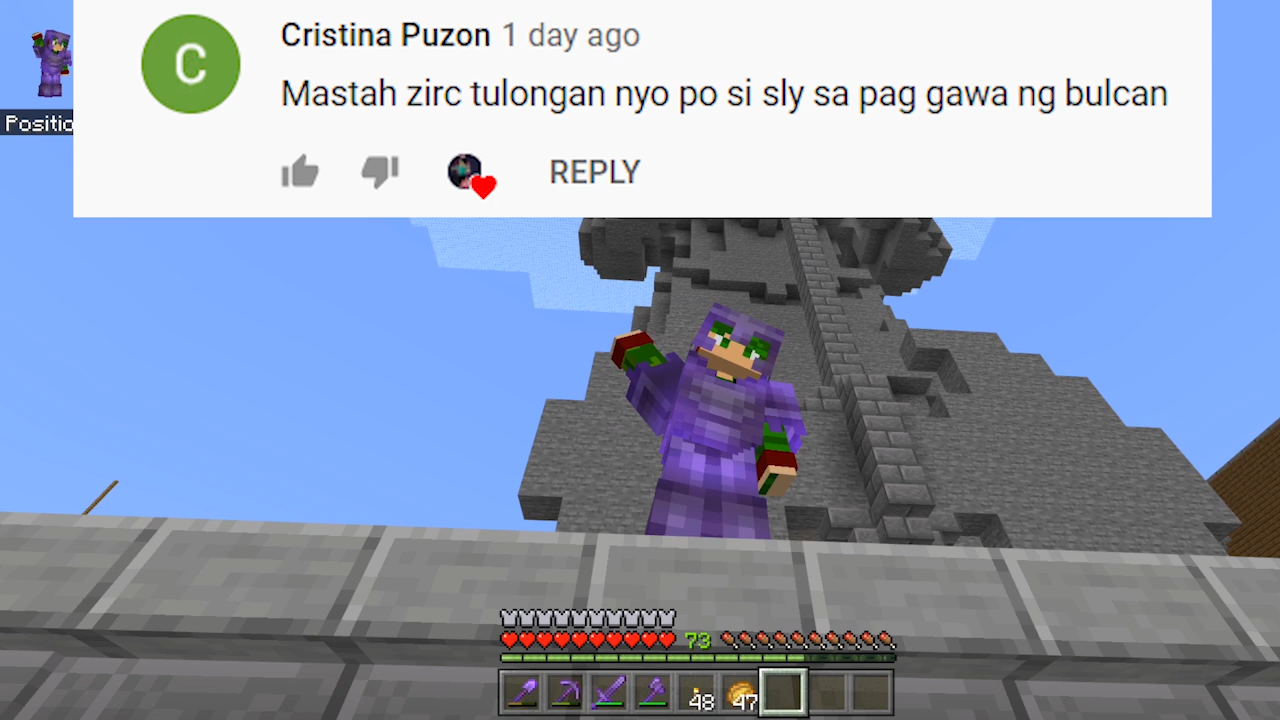 C
Cristina Puzon 1 day ago
Mastah zirc tulongan nyo po si sly sa pag gawa ng bulcan
REPLY
Positio
73
48 47